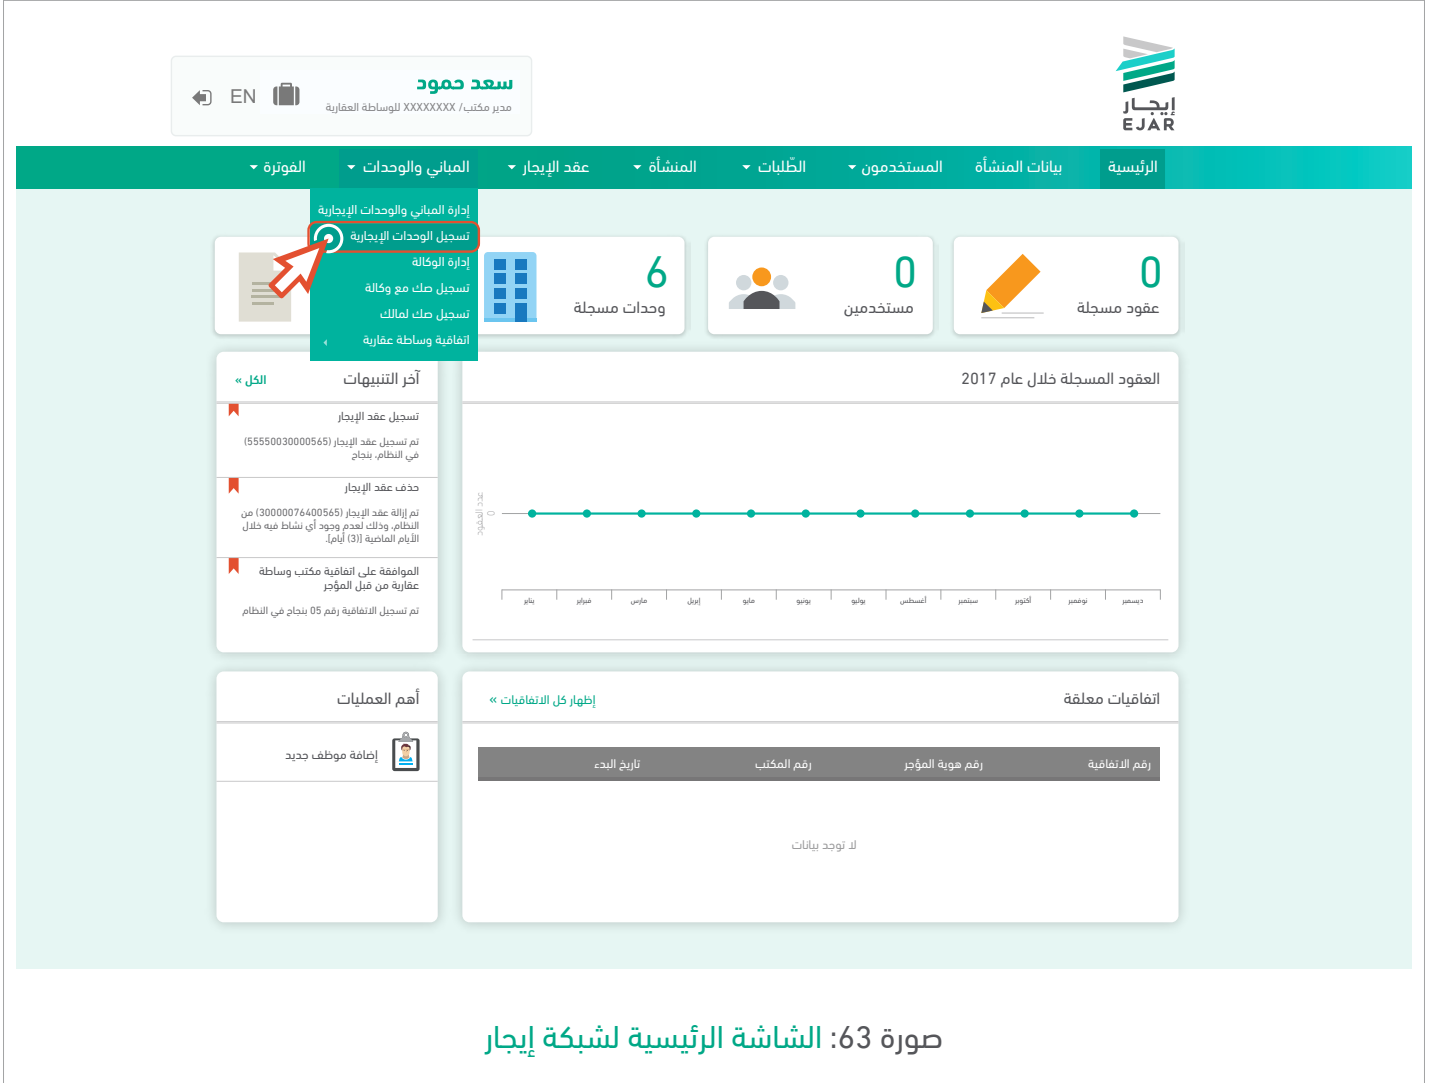 إيجــار
EJAR
سعد حمود
مدير مكتب/ XXXXXXXX للوساطة العقارية
EN
الرئيسية
بيانات المنشأة
المستخدمون
الطّلبات
المنشأة
عقد الإيجار
المباني والوحدات
الفوترة
إدارة المباني والوحدات الإيجارية
تسجيل الوحدات الإيجارية
إدارة الوكالة
تسجيل صك مع وكالة
تسجيل صك لمالك
اتفاقية وساطة عقارية
0
عقود مسجلة
0
مستخدمين
6
وحدات مسجلة
العقود المسجلة خلال عام 2017
عدد العقود
0
يناير
فبراير
مارس
إبريل
مايو
يونيو
يوليو
أغسطس
سبتمبر
أكتوبر
نوفمبر
ديسمبر
آخر التنبيهات
الكل »
تسجيل عقد الإيجار
تم تسجيل عقد الإيجار (55550030000565)
في النظام، بنجاح
حذف عقد الإيجار
تم إزالة عقد الإيجار (30000076400565) من
النظام، وذلك لعدم وجود أي نشاط فيه خلال
الأيام الماضية [(3) أيام].
الموافقة على اتفاقية مكتب وساطة
عقارية من قبل المؤجر
تم تسجيل الاتفاقية رقم 05 بنجاح في النظام
اتفاقيات معلقة
إظهار كل الاتفاقيات »
رقم الاتفاقية
رقم هوية المؤجر
رقم المكتب
تاريخ البدء
لا توجد بيانات
أهم العمليات
إضافة موظف جديد
صورة 63: الشاشة الرئيسية لشبكة إيجار